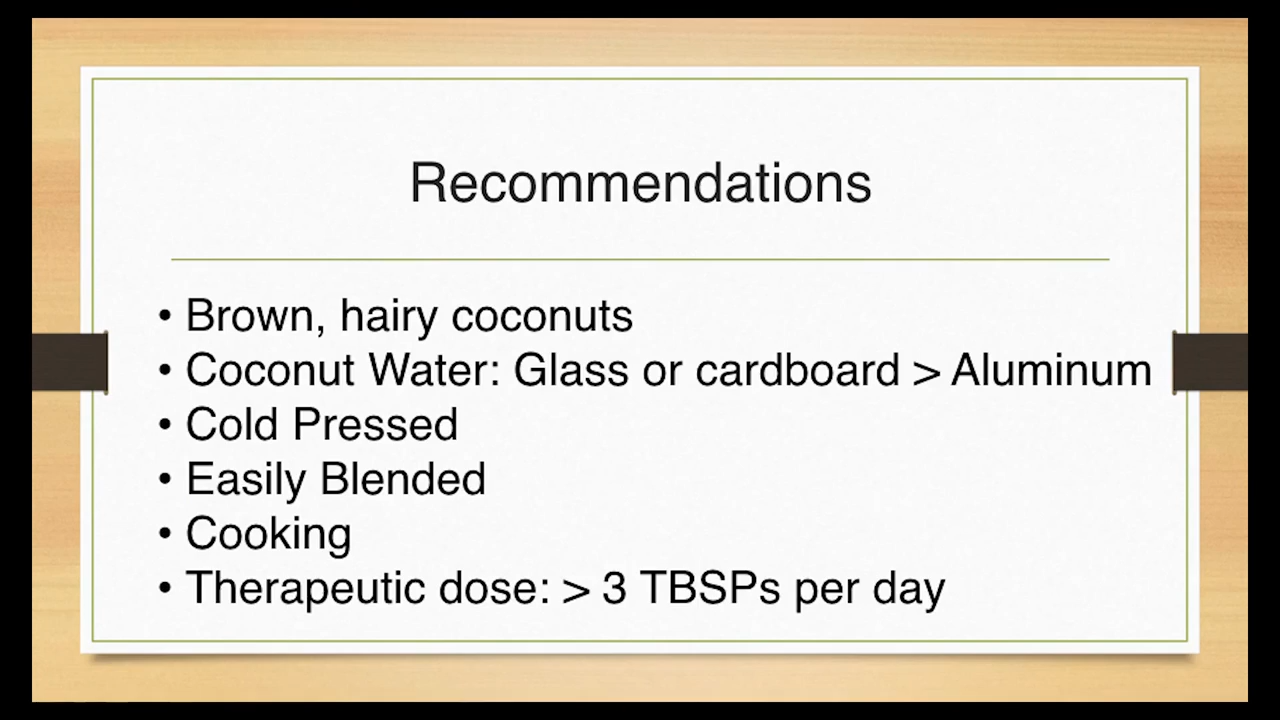 Recommendations
• Brown, hairy coconuts
• Coconut Water: Glass or cardboard > Aluminum
• Cold Pressed
• Easily Blended
• Cooking
• Therapeutic dose: > 3 TBSPs per day